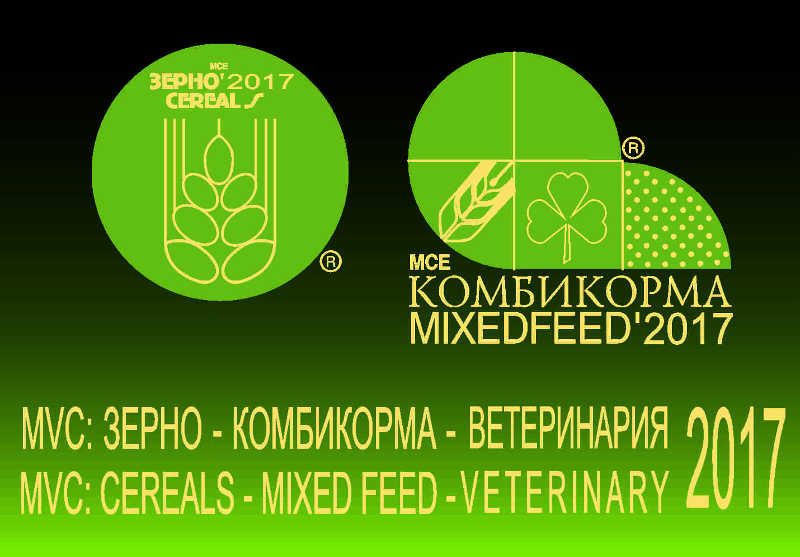 MCE
ЗЕРНО'2017
CEREALS
®
®
MCE
КОМБИКОРМА
MIXEDFEED'2017
MVC: ЗЕРНО - КОМБИКОРМА - ВЕТЕРИНАРИЯ 2017
MVC: CEREALS - MIXED FEED - VETERINARY